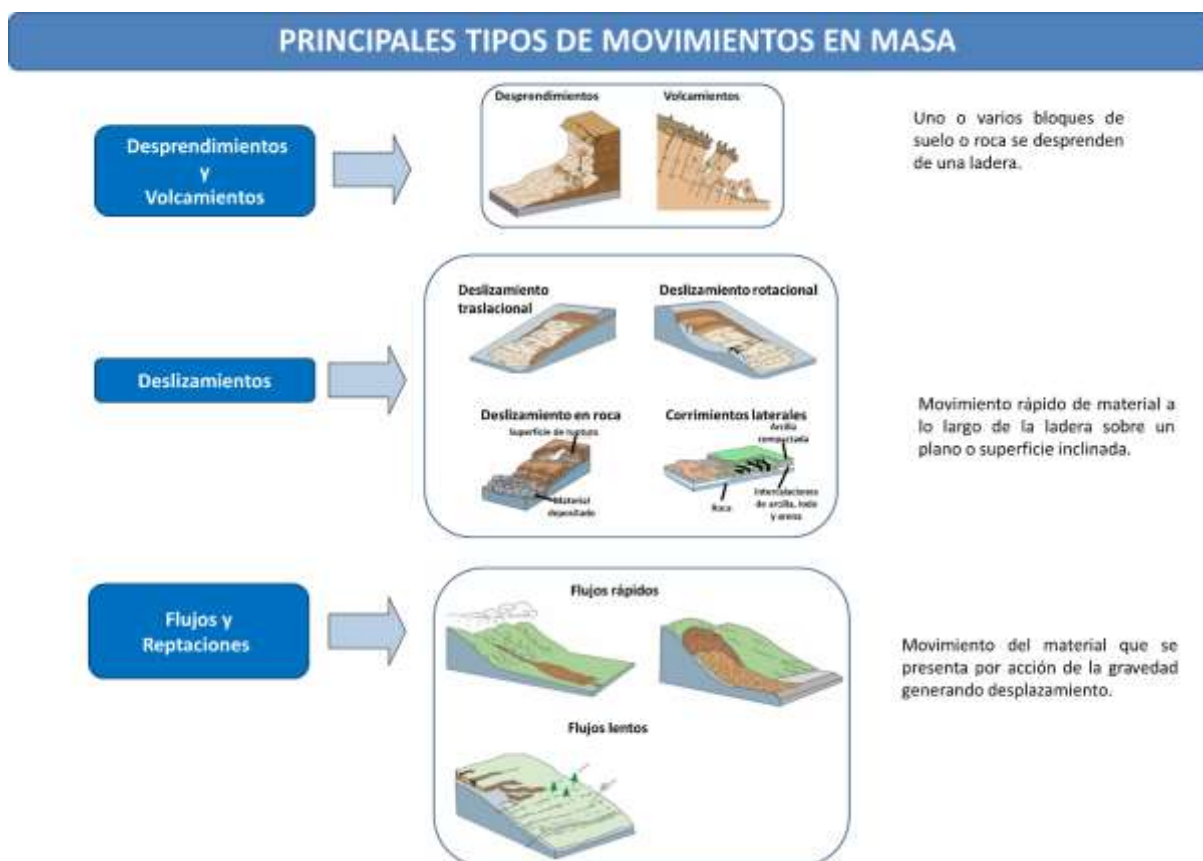 PRINCIPALES TIPOS DE MOVIMIENTOS EN MASA
Desprendimientos
y
Volcamientos
Desprendimientos
Volcamientos
Uno o varios bloques de
suelo o roca se desprenden
de una ladera.
Deslizamientos
Deslizamiento
traslacional
Deslizamiento rotacional
Deslizamiento en roca
Superficie de ruptura
Material
depositado
Corrimientos laterales
Arcilla
compactada
Roca
Intercalaciones
de arcilla, lodo
y arena
Movimiento rápido de material a
lo largo de la ladera sobre un
plano o superficie inclinada.
Flujos y
Reptaciones
Flujos rápidos
Flujos lentos
Movimiento del material que se
presenta por acción de la gravedad
generando desplazamiento.